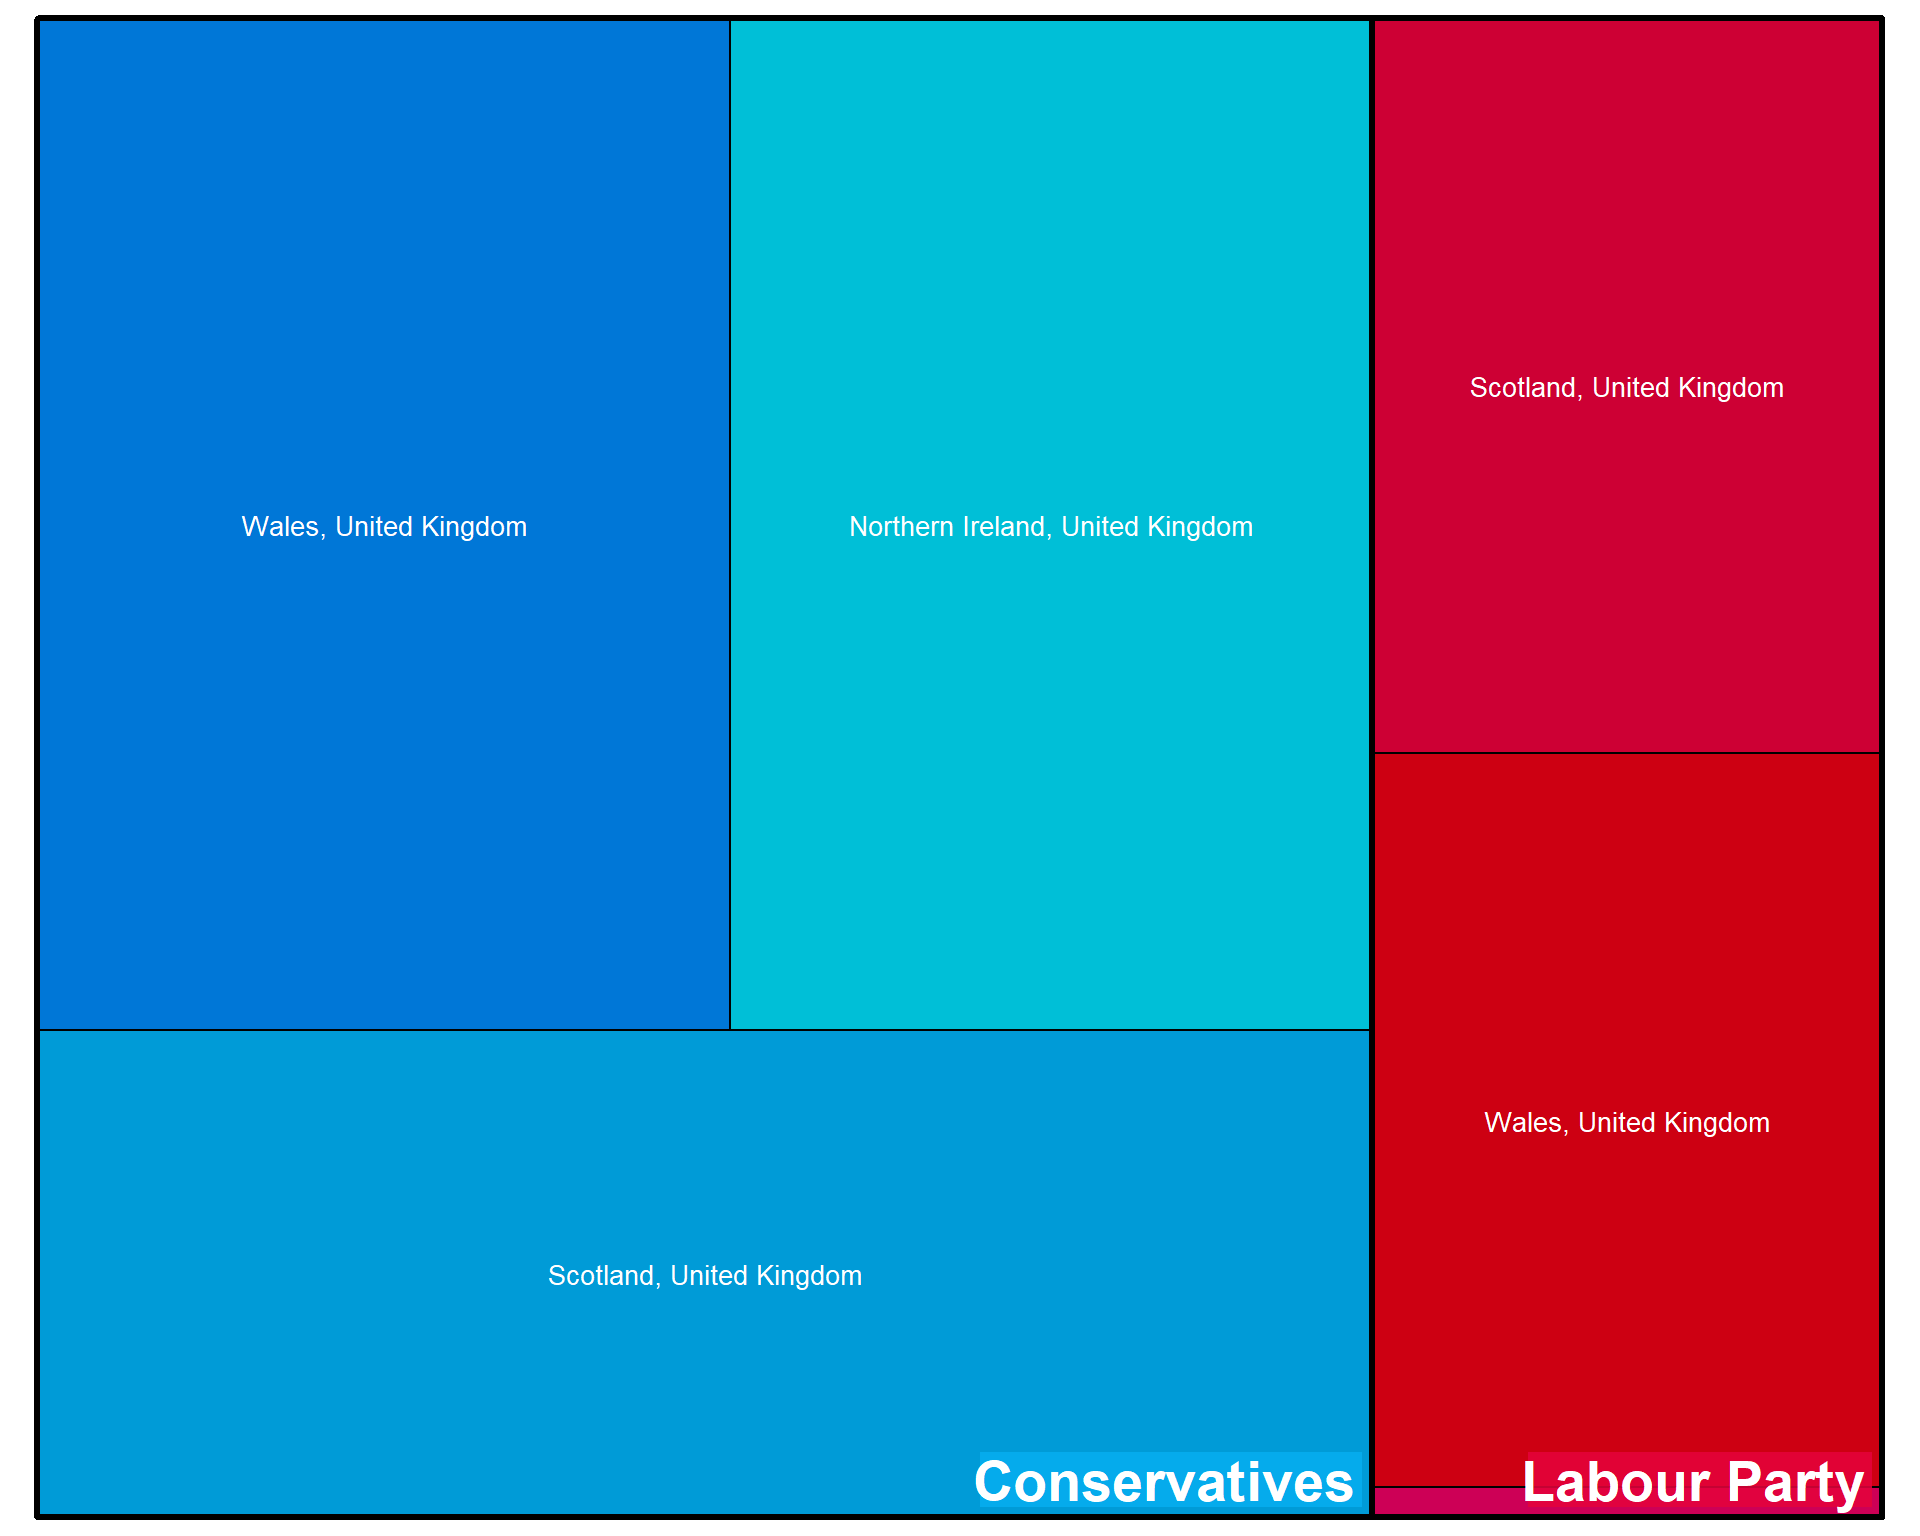 Wales, United Kingdom
Northern Ireland, United Kingdom
Scotland, United Kingdom
Scotland, United Kingdom
Conservatives
Wales, United Kingdom
Labour Party